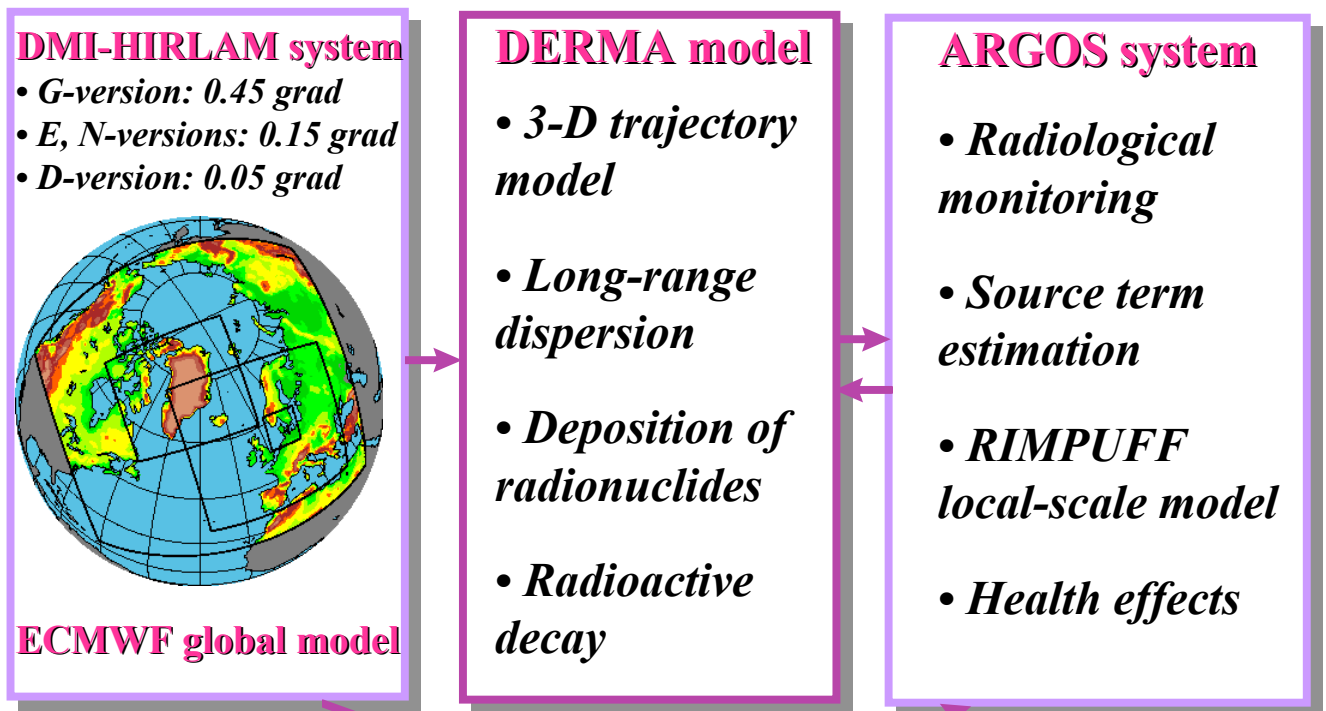 DMI-HIRLAM system
• G-version: 0.45 grad
• E, N-versions: 0.15 grad
• D-version: 0.05 grad
ECMWF global model
DERMA model
• 3-D trajectory
model
• Long-range
dispersion
• Deposition of
radionuclides
• Radioactive
decay
ARGOS system
• Radiological
monitoring
• Source term
estimation
• RIMPUFF
local-scale model
• Health effects